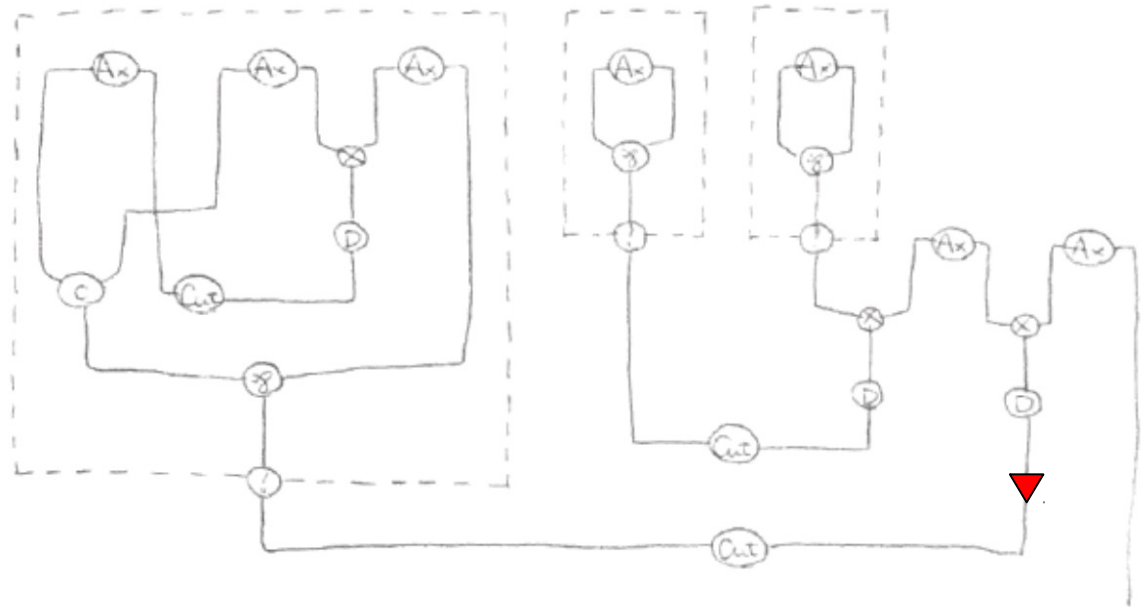 Ax Ax Ax Ax Ax
⊗ ⅋ ⅋
D
! ! Ax Ax
C Cut
⊗ ⊗
⅋ D D
Cut
!
Cut